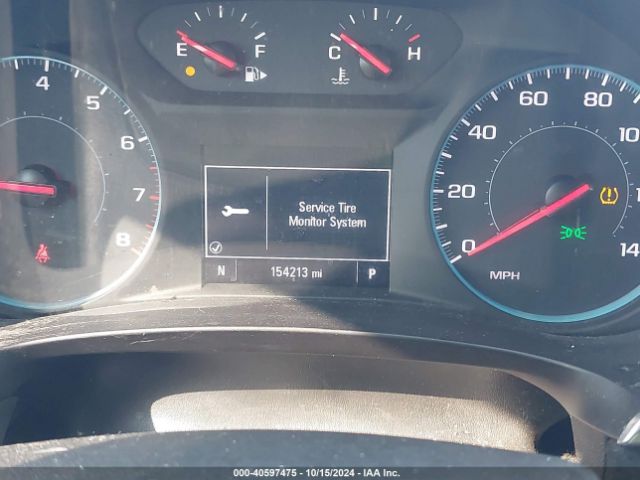 E F
C H
4 5 6 7 8
0 20 40 60 80
14
MPH
Service Tire
Monitor System
N 154213 mi P
000-40597475 - 10/15/2024 - IAA Inc.